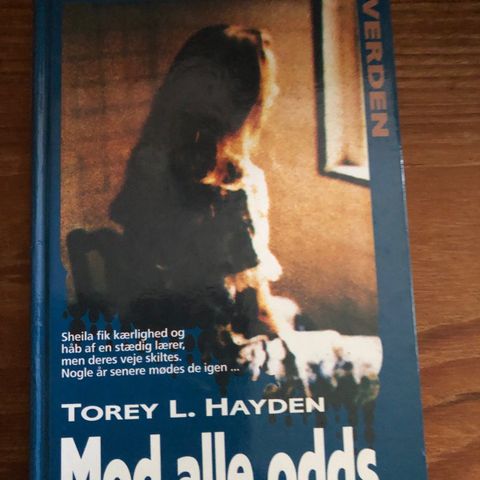 VERDEN
Sheila fik kærlighed og
håb af en stædig lærer,
men deres veje skiltes.
Nogle år senere mødes de igen ...
TOREY L. HAYDEN
Mod alle odds